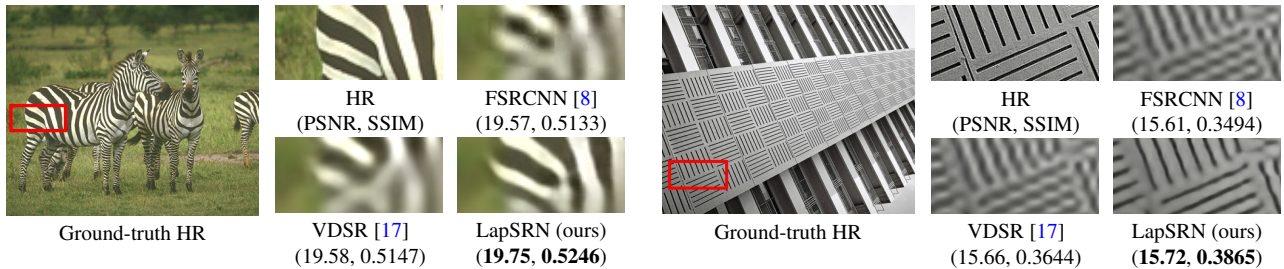 HR
(PSNR, SSIM)
FSRCNN [8]
(19.57, 0.5133)
Ground-truth HR
VDSR [17]
(19.58, 0.5147)
LapSRN (ours)
(19.75, 0.5246)
HR
(PSNR, SSIM)
FSRCNN [8]
(15.61, 0.3494)
Ground-truth HR
VDSR [17]
(15.66, 0.3644)
LapSRN (ours)
(15.72, 0.3865)